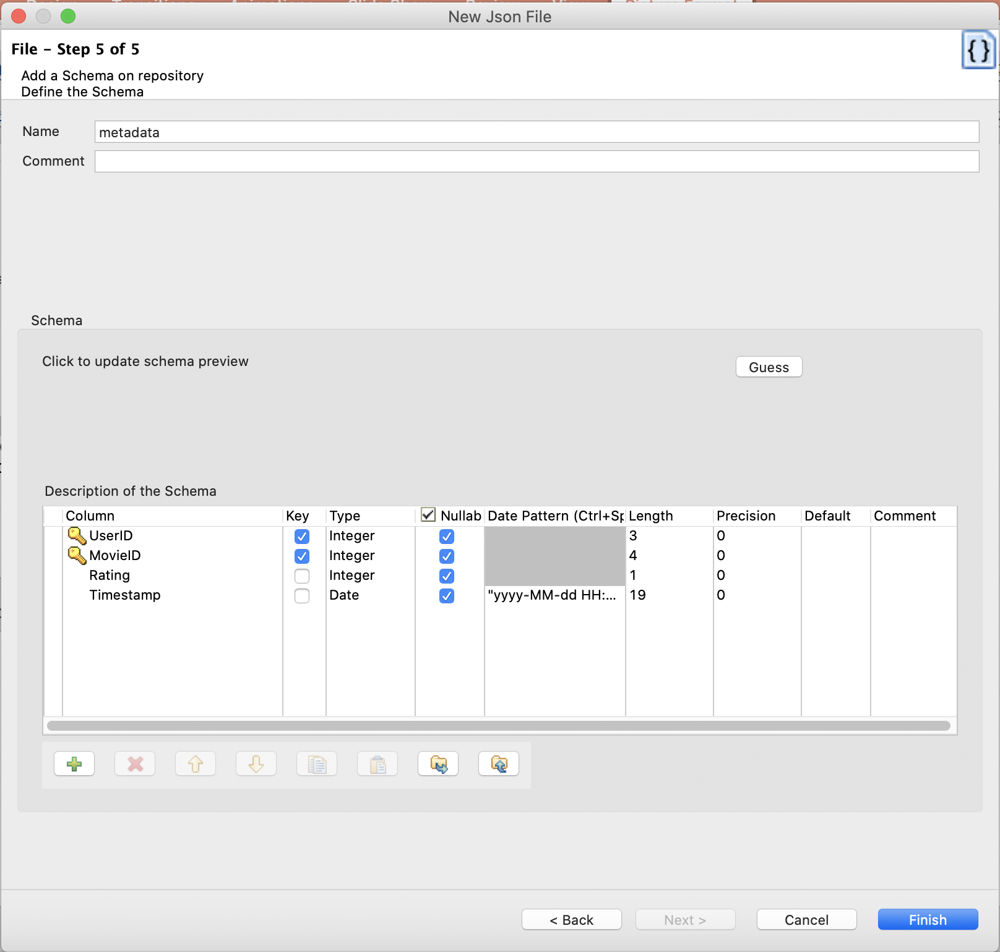 New Json File
File – Step 5 of 5
{}
Add a Schema on repository
Define the Schema
Name metadata
Comment
Schema
Click to update schema preview Guess
Description of the Schema
Column Key Type Nullab Date Pattern (Ctrl+Sp Length Precision Default Comment
UserID Integer 3 0
MovieID Integer 4 0
Rating Integer 1 0
Timestamp Date "yyyy-MM-dd HH:... 19 0
< Back Next > Cancel Finish